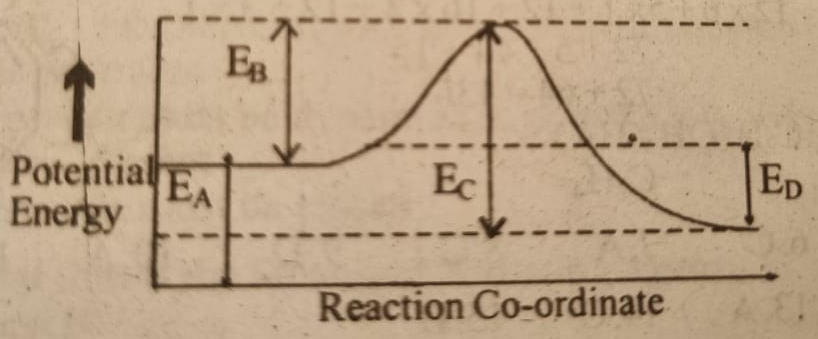 E_B
Potential
Energy
E_A
E_C
E_D
Reaction Co-ordinate